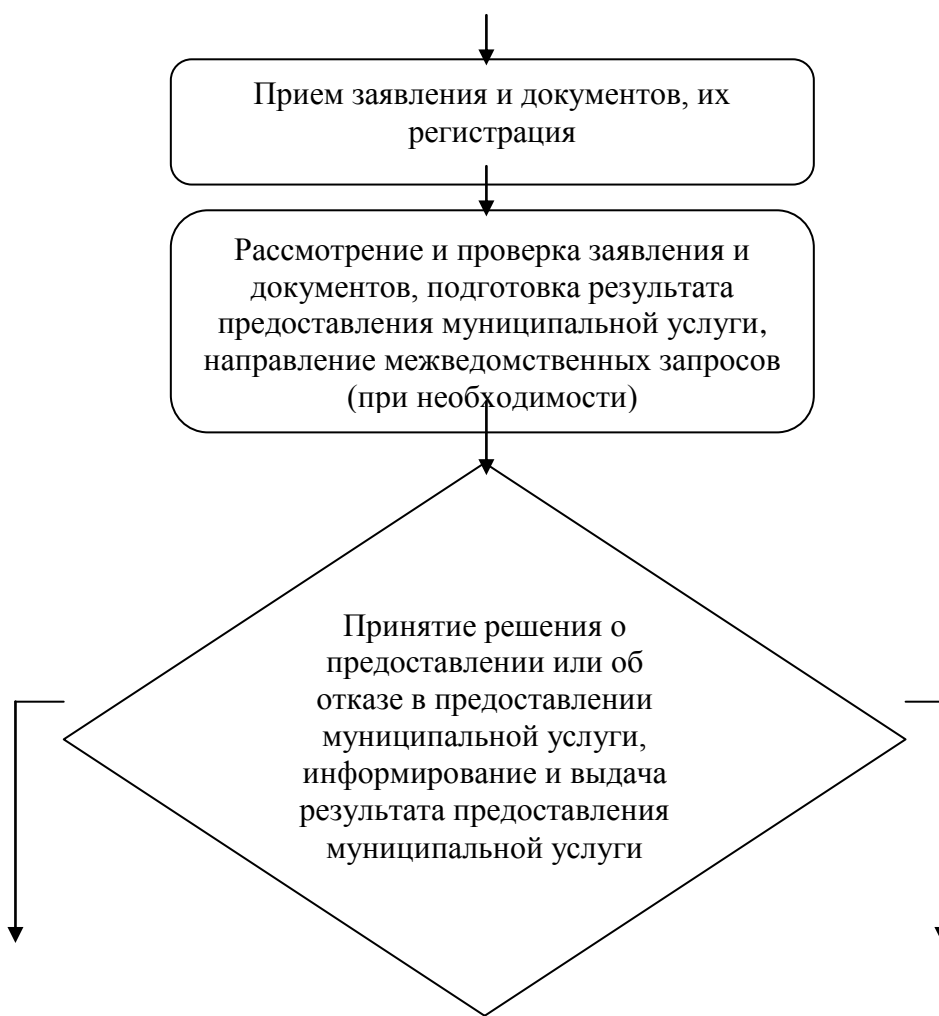 Прием заявления и документов, их
регистрация
Рассмотрение и проверка заявления и
документов, подготовка результата
предоставления муниципальной услуги,
направление межведомственных запросов
(при необходимости)
Принятие решения о
предоставлении или об
отказе в предоставлении
муниципальной услуги,
информирование и выдача
результата предоставления
муниципальной услуги